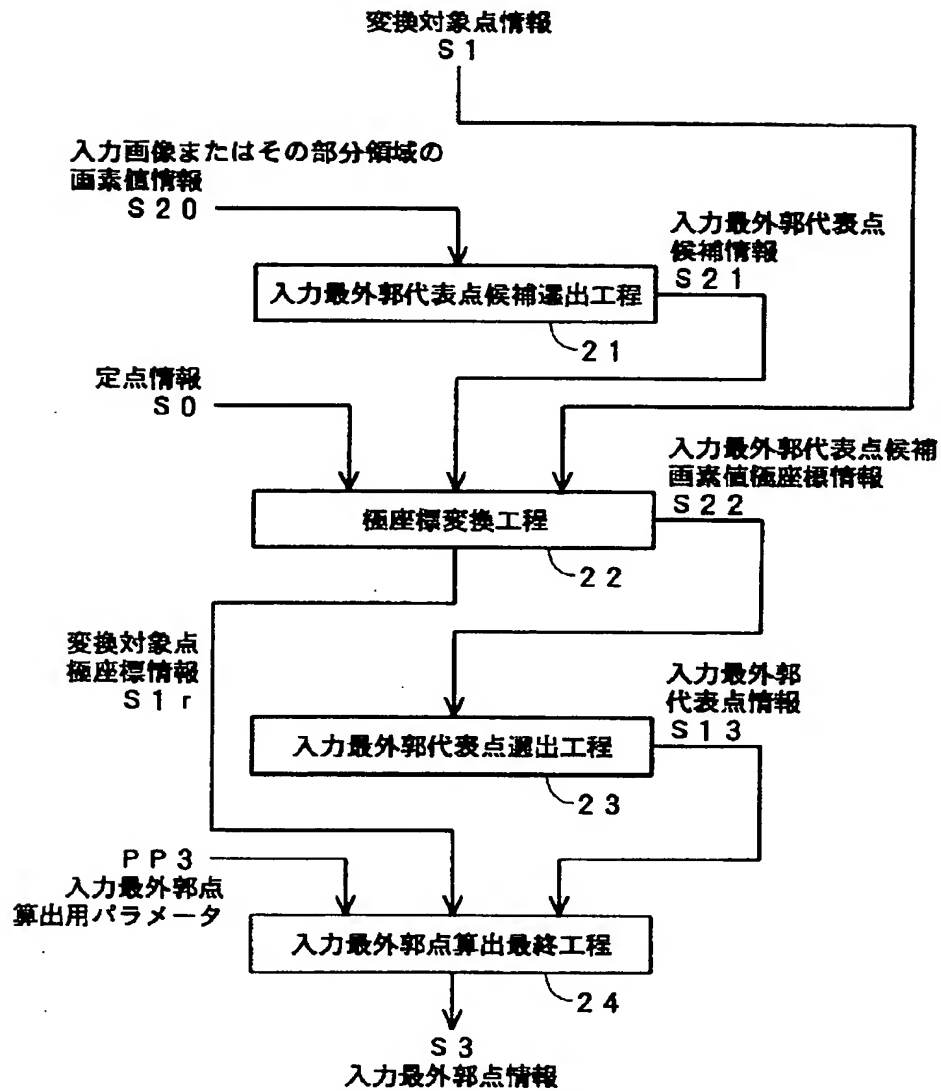 変換対象点情報
S1
入力画像またはその部分領域の
画素値情報
S20
入力最外郭代表点
候補情報
S21
入力最外郭代表点候補選出工程
21
定点情報
S0
入力最外郭代表点候補
画素値極座標情報
S22
極座標変換工程
22
変換対象点
極座標情報
S1r
入力最外郭
代表点情報
S13
入力最外郭代表点選出工程
23
PP3
入力最外郭点
算出用パラメータ
入力最外郭点算出最終工程
24
S3
入力最外郭点情報